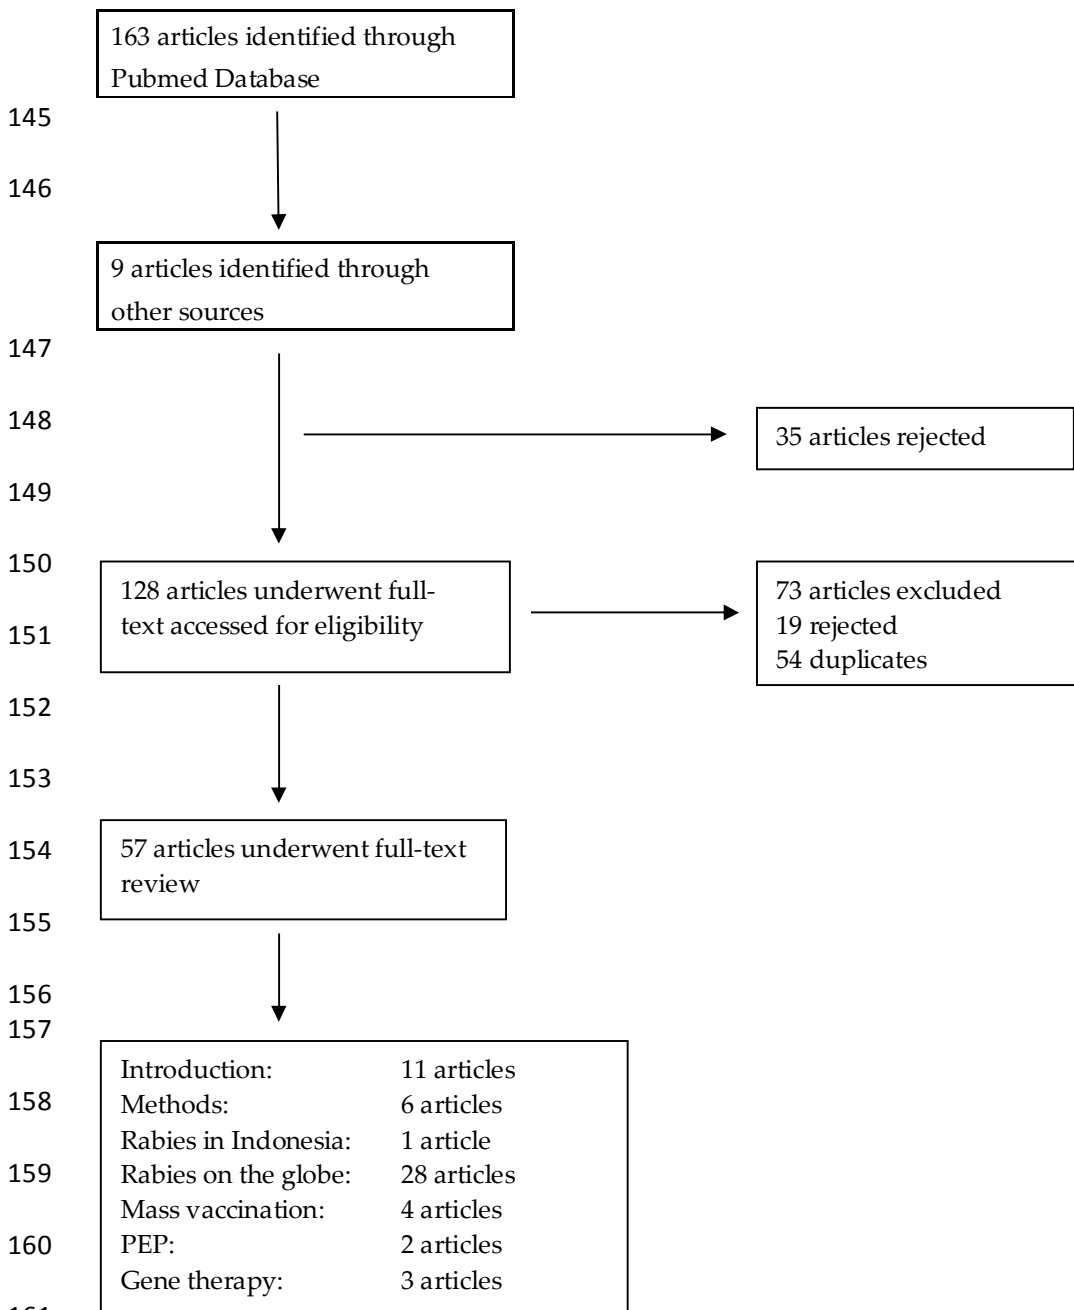 163 articles identified through
Pubmed Database
145
146
9 articles identified through
other sources
147
148
35 articles rejected
149
150
128 articles underwent full-
text accessed for eligibility
73 articles excluded
19 rejected
54 duplicates
151
152
153
154
57 articles underwent full-text
review
155
156
157
Introduction: 11 articles
Methods: 6 articles
158
Rabies in Indonesia: 1 article
Rabies on the globe: 28 articles
159
Mass vaccination: 4 articles
PEP: 2 articles
160
Gene therapy: 3 articles